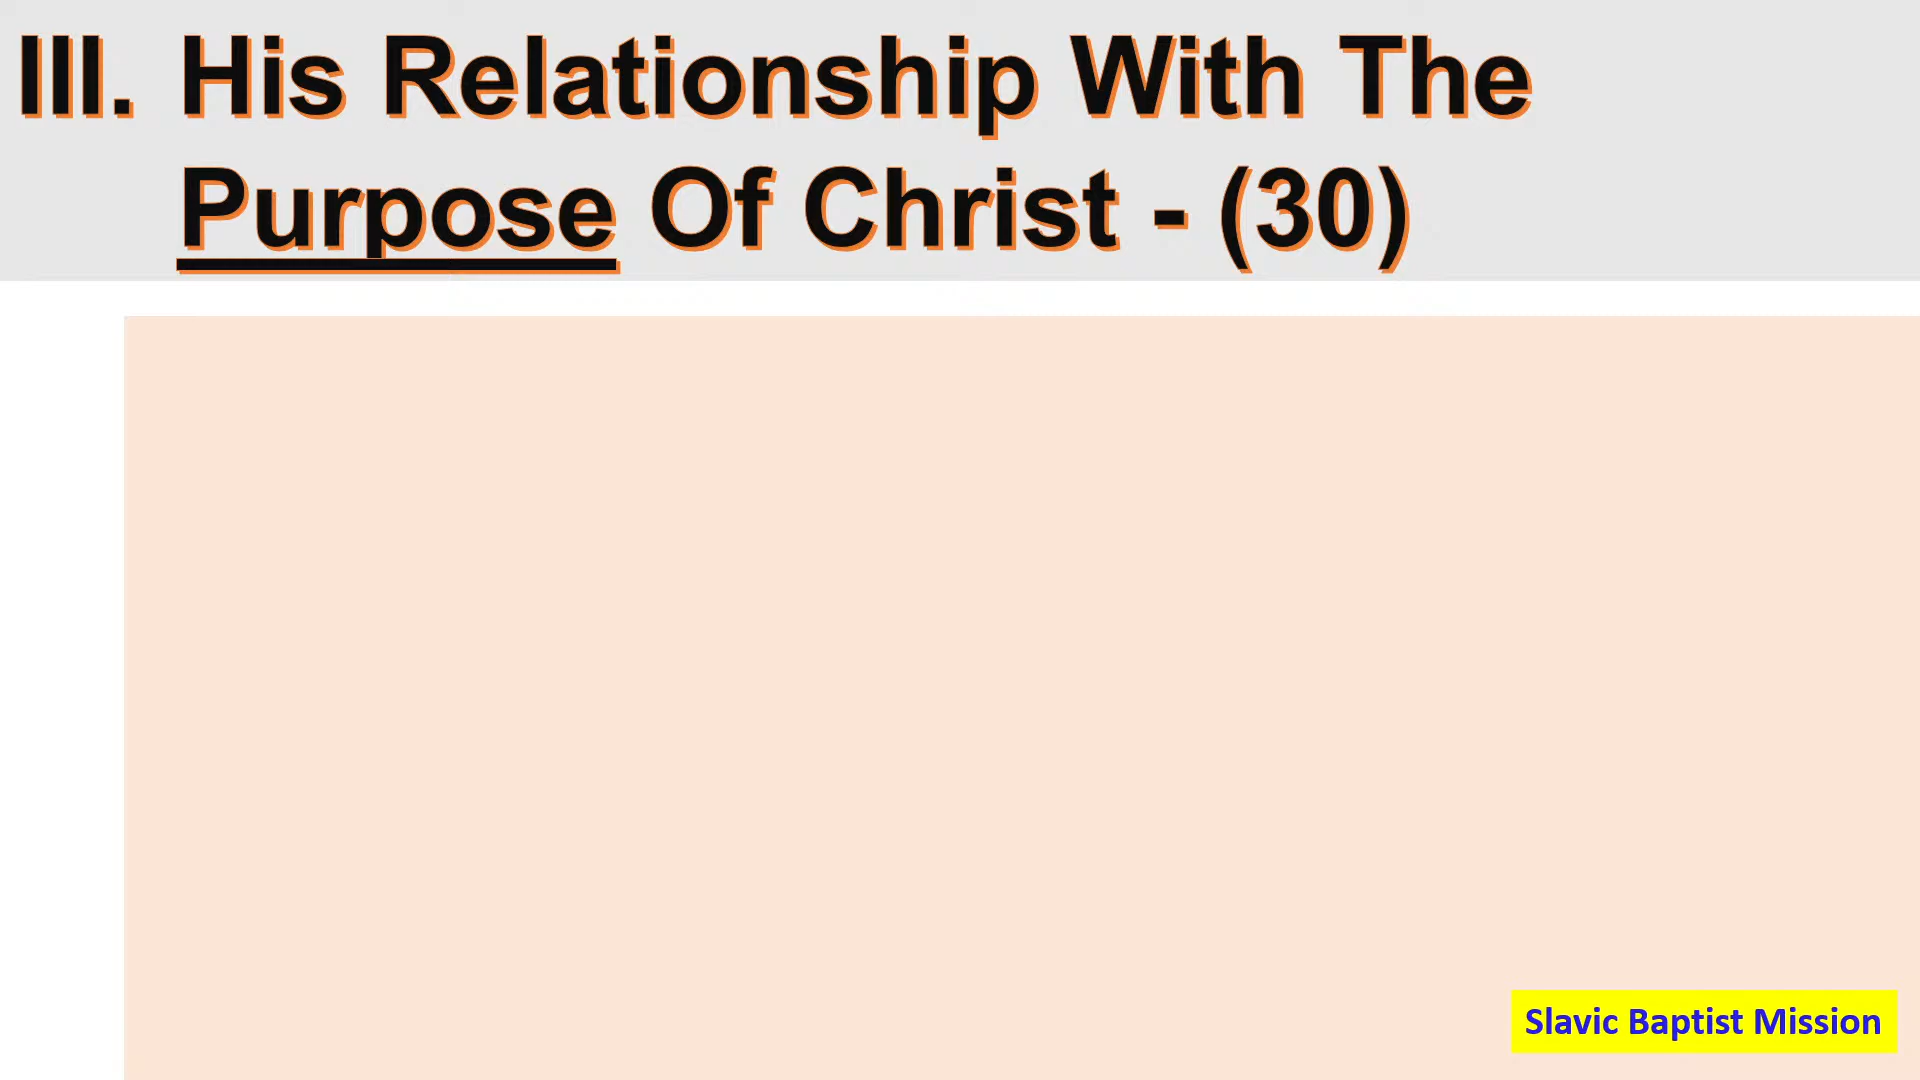 III. His Relationship With The
Purpose Of Christ - (30)
Slavic Baptist Mission